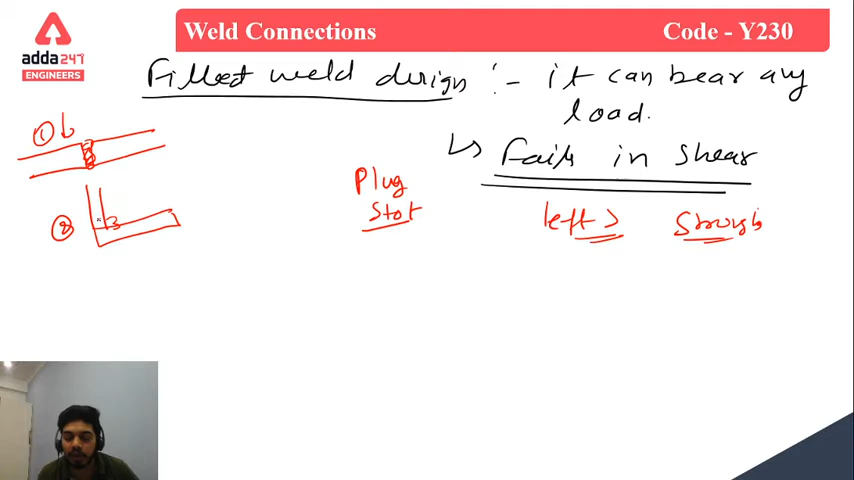 Weld Connections
Code - Y230
adda247
ENGINEERS
Fillet weld design :- it can bear any
load.
↳ Fails in shear
①
②
Plug
Slot
left >